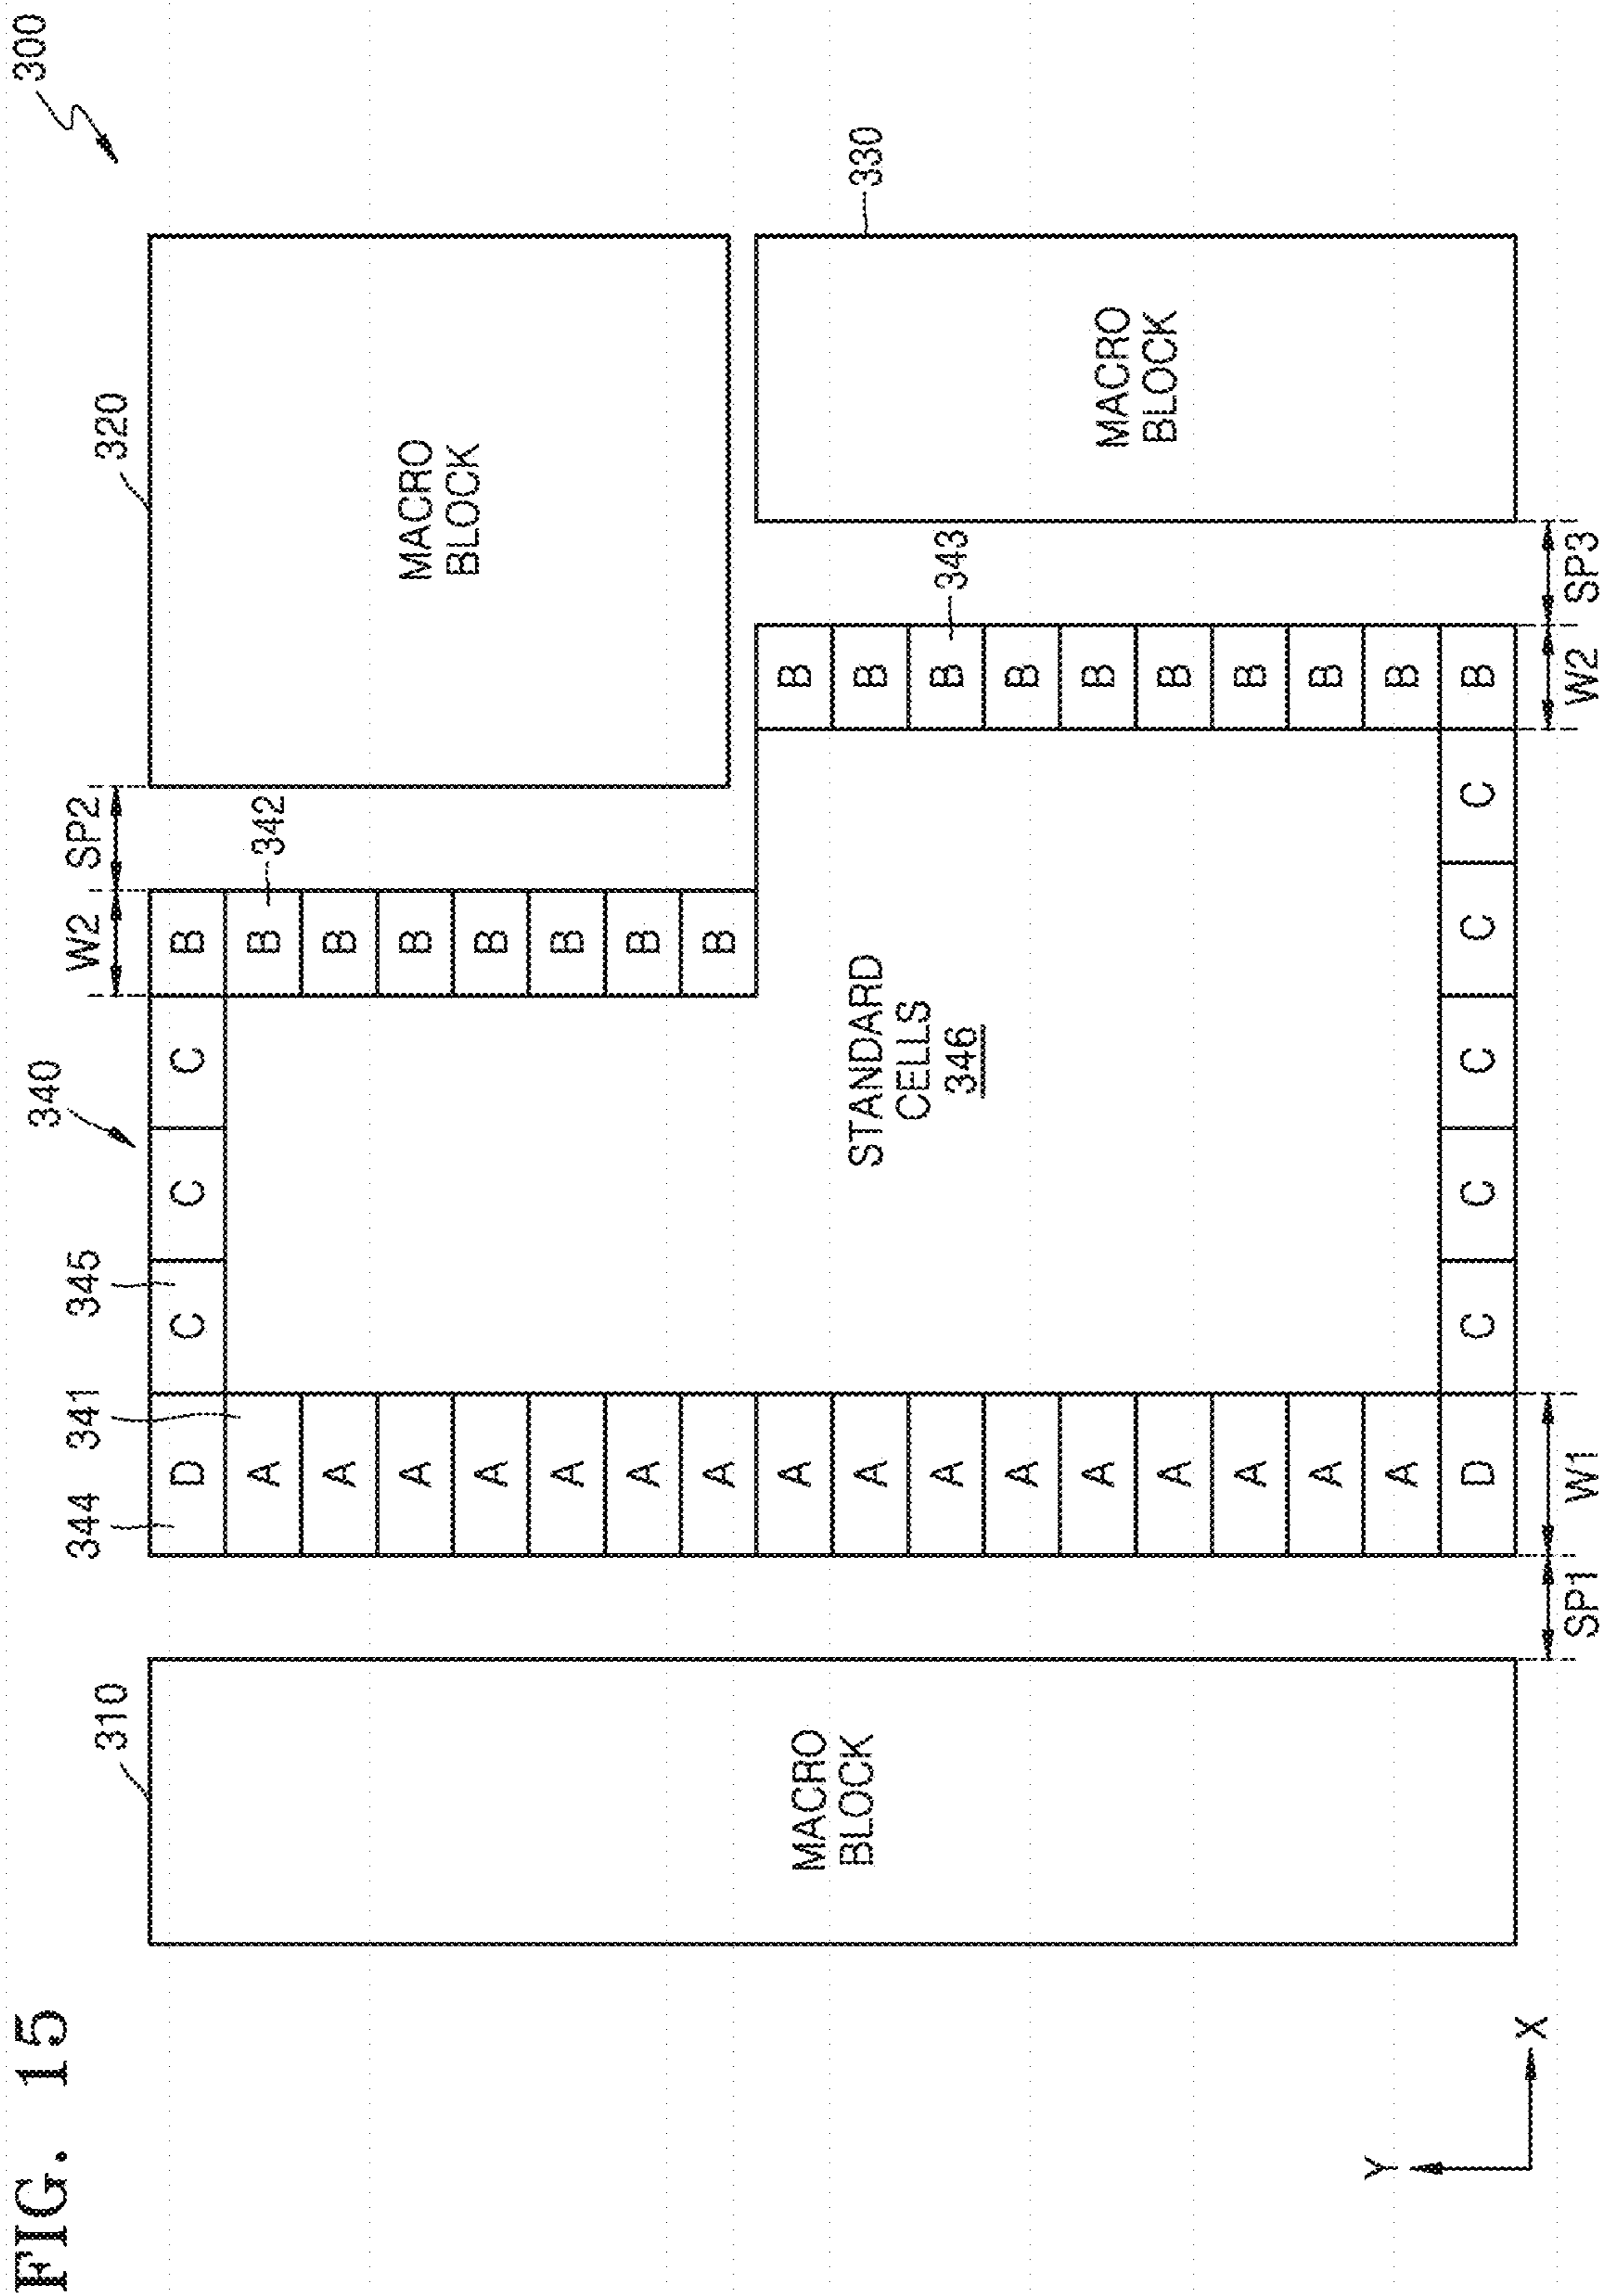 FIG. 15
300
340
344 341 345 W2 SP2
310
320
D C C C B
A B 342
A B
A B
MACRO
BLOCK
A B
A B
A B
A B
A B
MACRO
BLOCK
330
A B
STANDARD
CELLS
346
A B 343
A B
A B
MACRO
BLOCK
A B
A B
A B
A B
D C C C C C B
SP1 W1 W2 SP3
Y
X